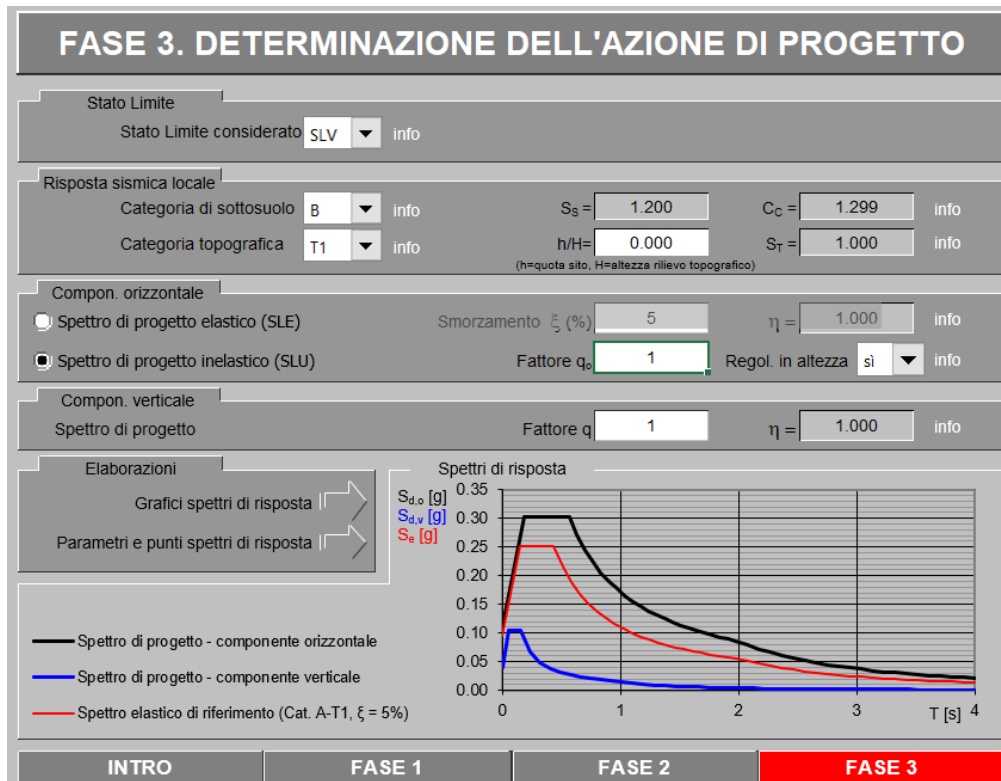 FASE 3. DETERMINAZIONE DELL'AZIONE DI PROGETTO
Stato Limite
Stato Limite considerato SLV info
Risposta sismica locale
Categoria di sottosuolo B info SS = 1.200 CC = 1.299 info
Categoria topografica T1 info h/H= 0.000 ST = 1.000 info
(h=quota sito, H=altezza rilievo topografico)
Compon. orizzontale
Spettro di progetto elastico (SLE) Smorzamento ξ (%) 5 η = 1.000 info
Spettro di progetto inelastico (SLU) Fattore qo 1 Regol. in altezza sì info
Compon. verticale
Spettro di progetto Fattore q 1 η = 1.000 info
Elaborazioni
Grafici spettri di risposta
Parametri e punti spettri di risposta
Spettri di risposta
Sd,o [g]
Sd,v [g]
Se [g]
0.35
0.30
0.25
0.20
0.15
0.10
0.05
0.00
0 1 2 3 T [s] 4
Spettro di progetto - componente orizzontale
Spettro di progetto - componente verticale
Spettro elastico di riferimento (Cat. A-T1, ξ = 5%)
INTRO FASE 1 FASE 2 FASE 3